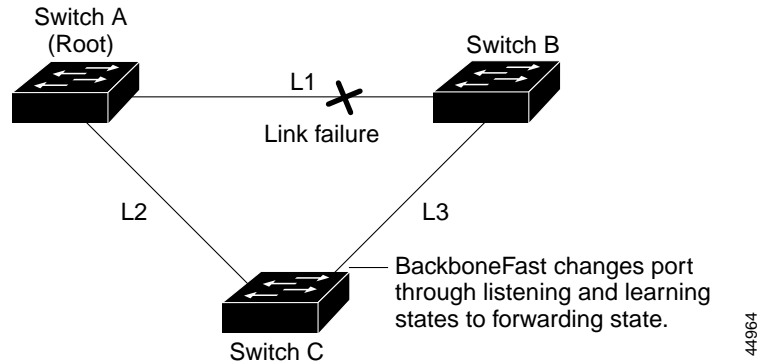 Switch A
(Root)
Switch B
L1
Link failure
L2
L3
BackboneFast changes port
through listening and learning
states to forwarding state.
Switch C
44964